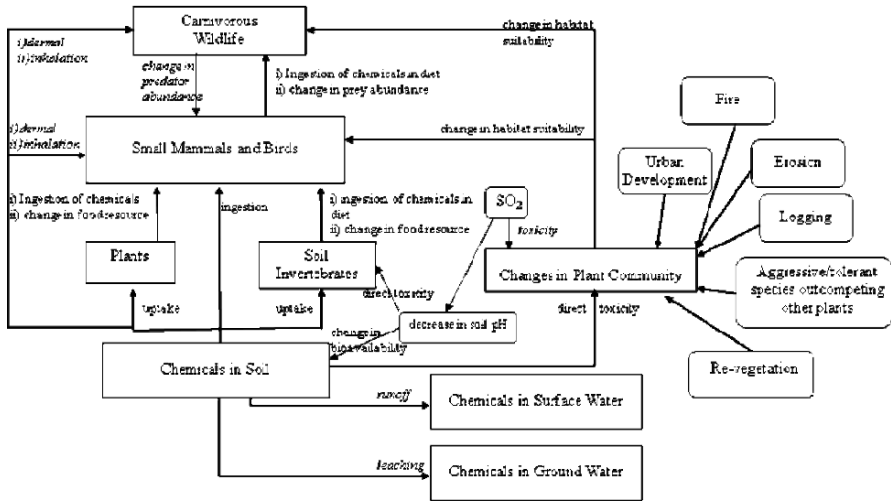 Carnivorous
Wildlife
i)dermal
ii)inhalation
change in
predator
abundance
i) Ingestion of chemicals in diet
ii) change in prey abundance
change in habitat
suitability
i)dermal
ii)inhalation
Small Mammals and Birds
change in habitat suitability
Fire
Urban
Development
Erosion
Logging
i) Ingestion of chemicals
ii) change in food resource
ingestion
i) ingestion of chemicals in
diet
ii) change in food resource
SO2
toxicity
Plants
Soil
Invertebrates
Changes in Plant Community
Aggressive/tolerant
species outcompeting
other plants
direct toxicity
uptake
uptake
decrease in soil pH
direct toxicity
change in
bioavailability
Chemicals in Soil
Re-vegetation
runoff
Chemicals in Surface Water
leaching
Chemicals in Ground Water